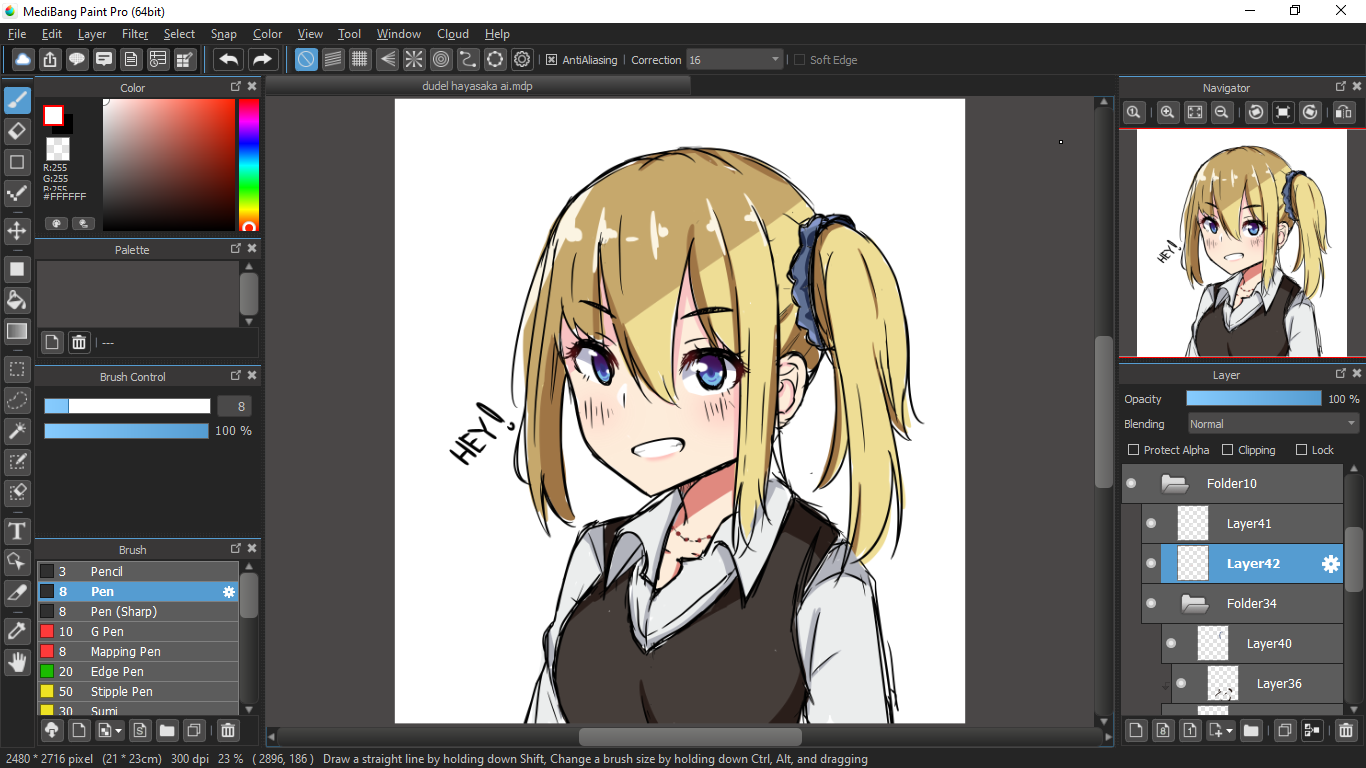 MediBang Paint Pro (64bit)
File Edit Layer Filter Select Snap Color View Tool Window Cloud Help
AntiAliasing Correction 16 Soft Edge
Color
dudel hayasaka ai.mdp
Navigator
R:255
G:255
B:255
#FFFFFF
Palette
---
Brush Control
8
100 %
Brush
3 Pencil
8 Pen
8 Pen (Sharp)
10 G Pen
8 Mapping Pen
20 Edge Pen
50 Stipple Pen
30 Sumi
HEY!
HEY!
Layer
Opacity 100 %
Blending Normal
Protect Alpha Clipping Lock
Folder10
Layer41
Layer42
Folder34
Layer40
Layer36
2480 * 2716 pixel (21 * 23cm) 300 dpi 23 % ( 2896, 186 ) Draw a straight line by holding down Shift, Change a brush size by holding down Ctrl, Alt, and dragging